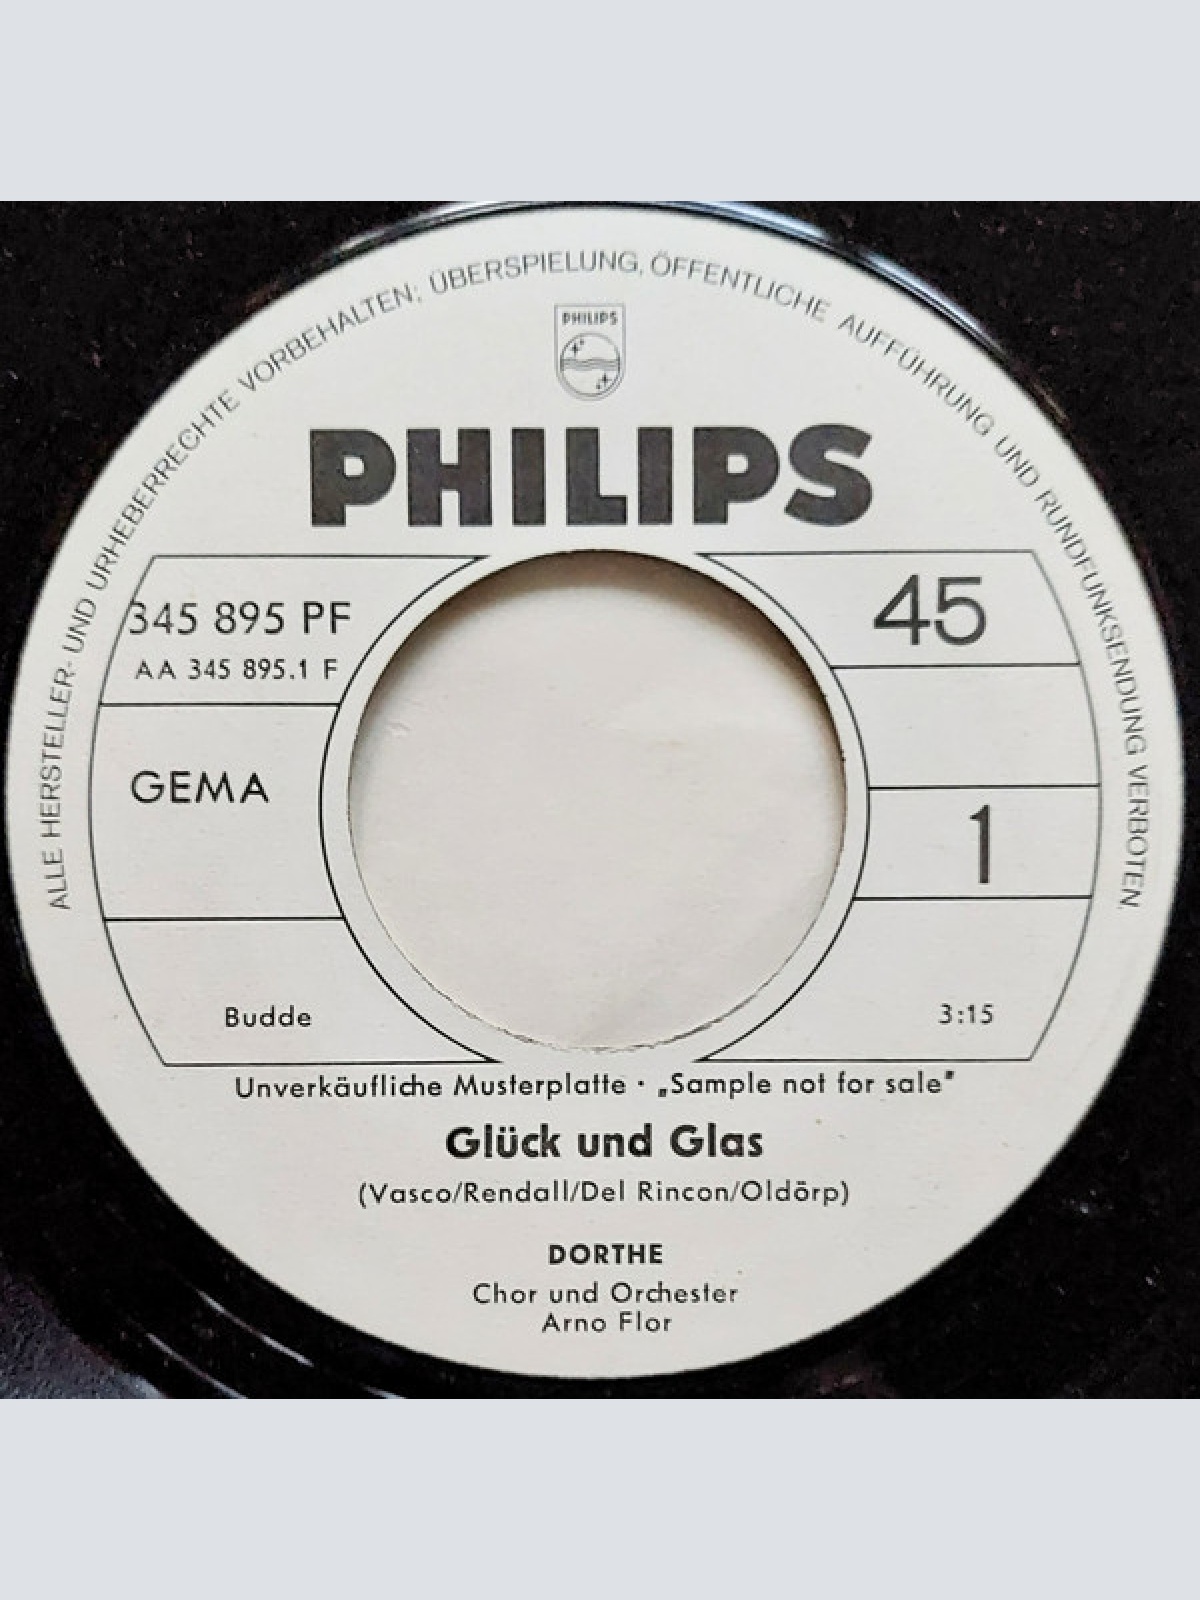 ALLE HERSTELLER- UND URHEBERRECHTE VORBEHALTEN; ÜBERSPIELUNG, ÖFFENTLICHE AUFFÜHRUNG UND RUNDFUNKSENDUNG VERBOTEN.
PHILIPS
PHILIPS
345 895 PF
AA 345 895.1 F
45
GEMA
1
Budde
3:15
Unverkäufliche Musterplatte · „Sample not for sale"
Glück und Glas
(Vasco/Rendall/Del Rincon/Oldörp)
DORTHE
Chor und Orchester
Arno Flor